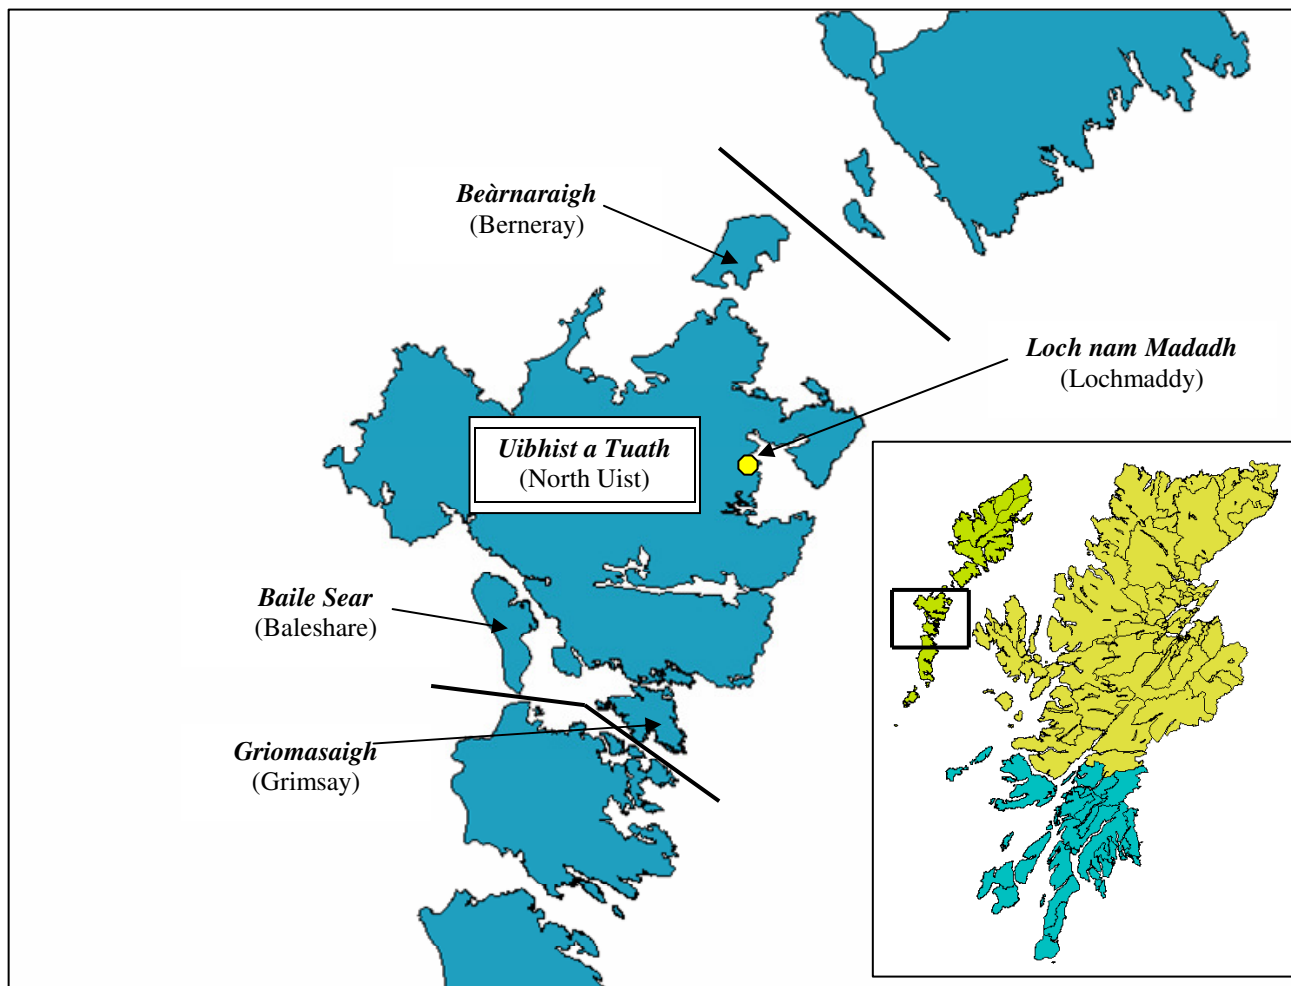 Beàrnaraigh
(Berneray)
Loch nam Madadh
(Lochmaddy)
Uibhist a Tuath
(North Uist)
Baile Sear
(Baleshare)
Griomasaigh
(Grimsay)